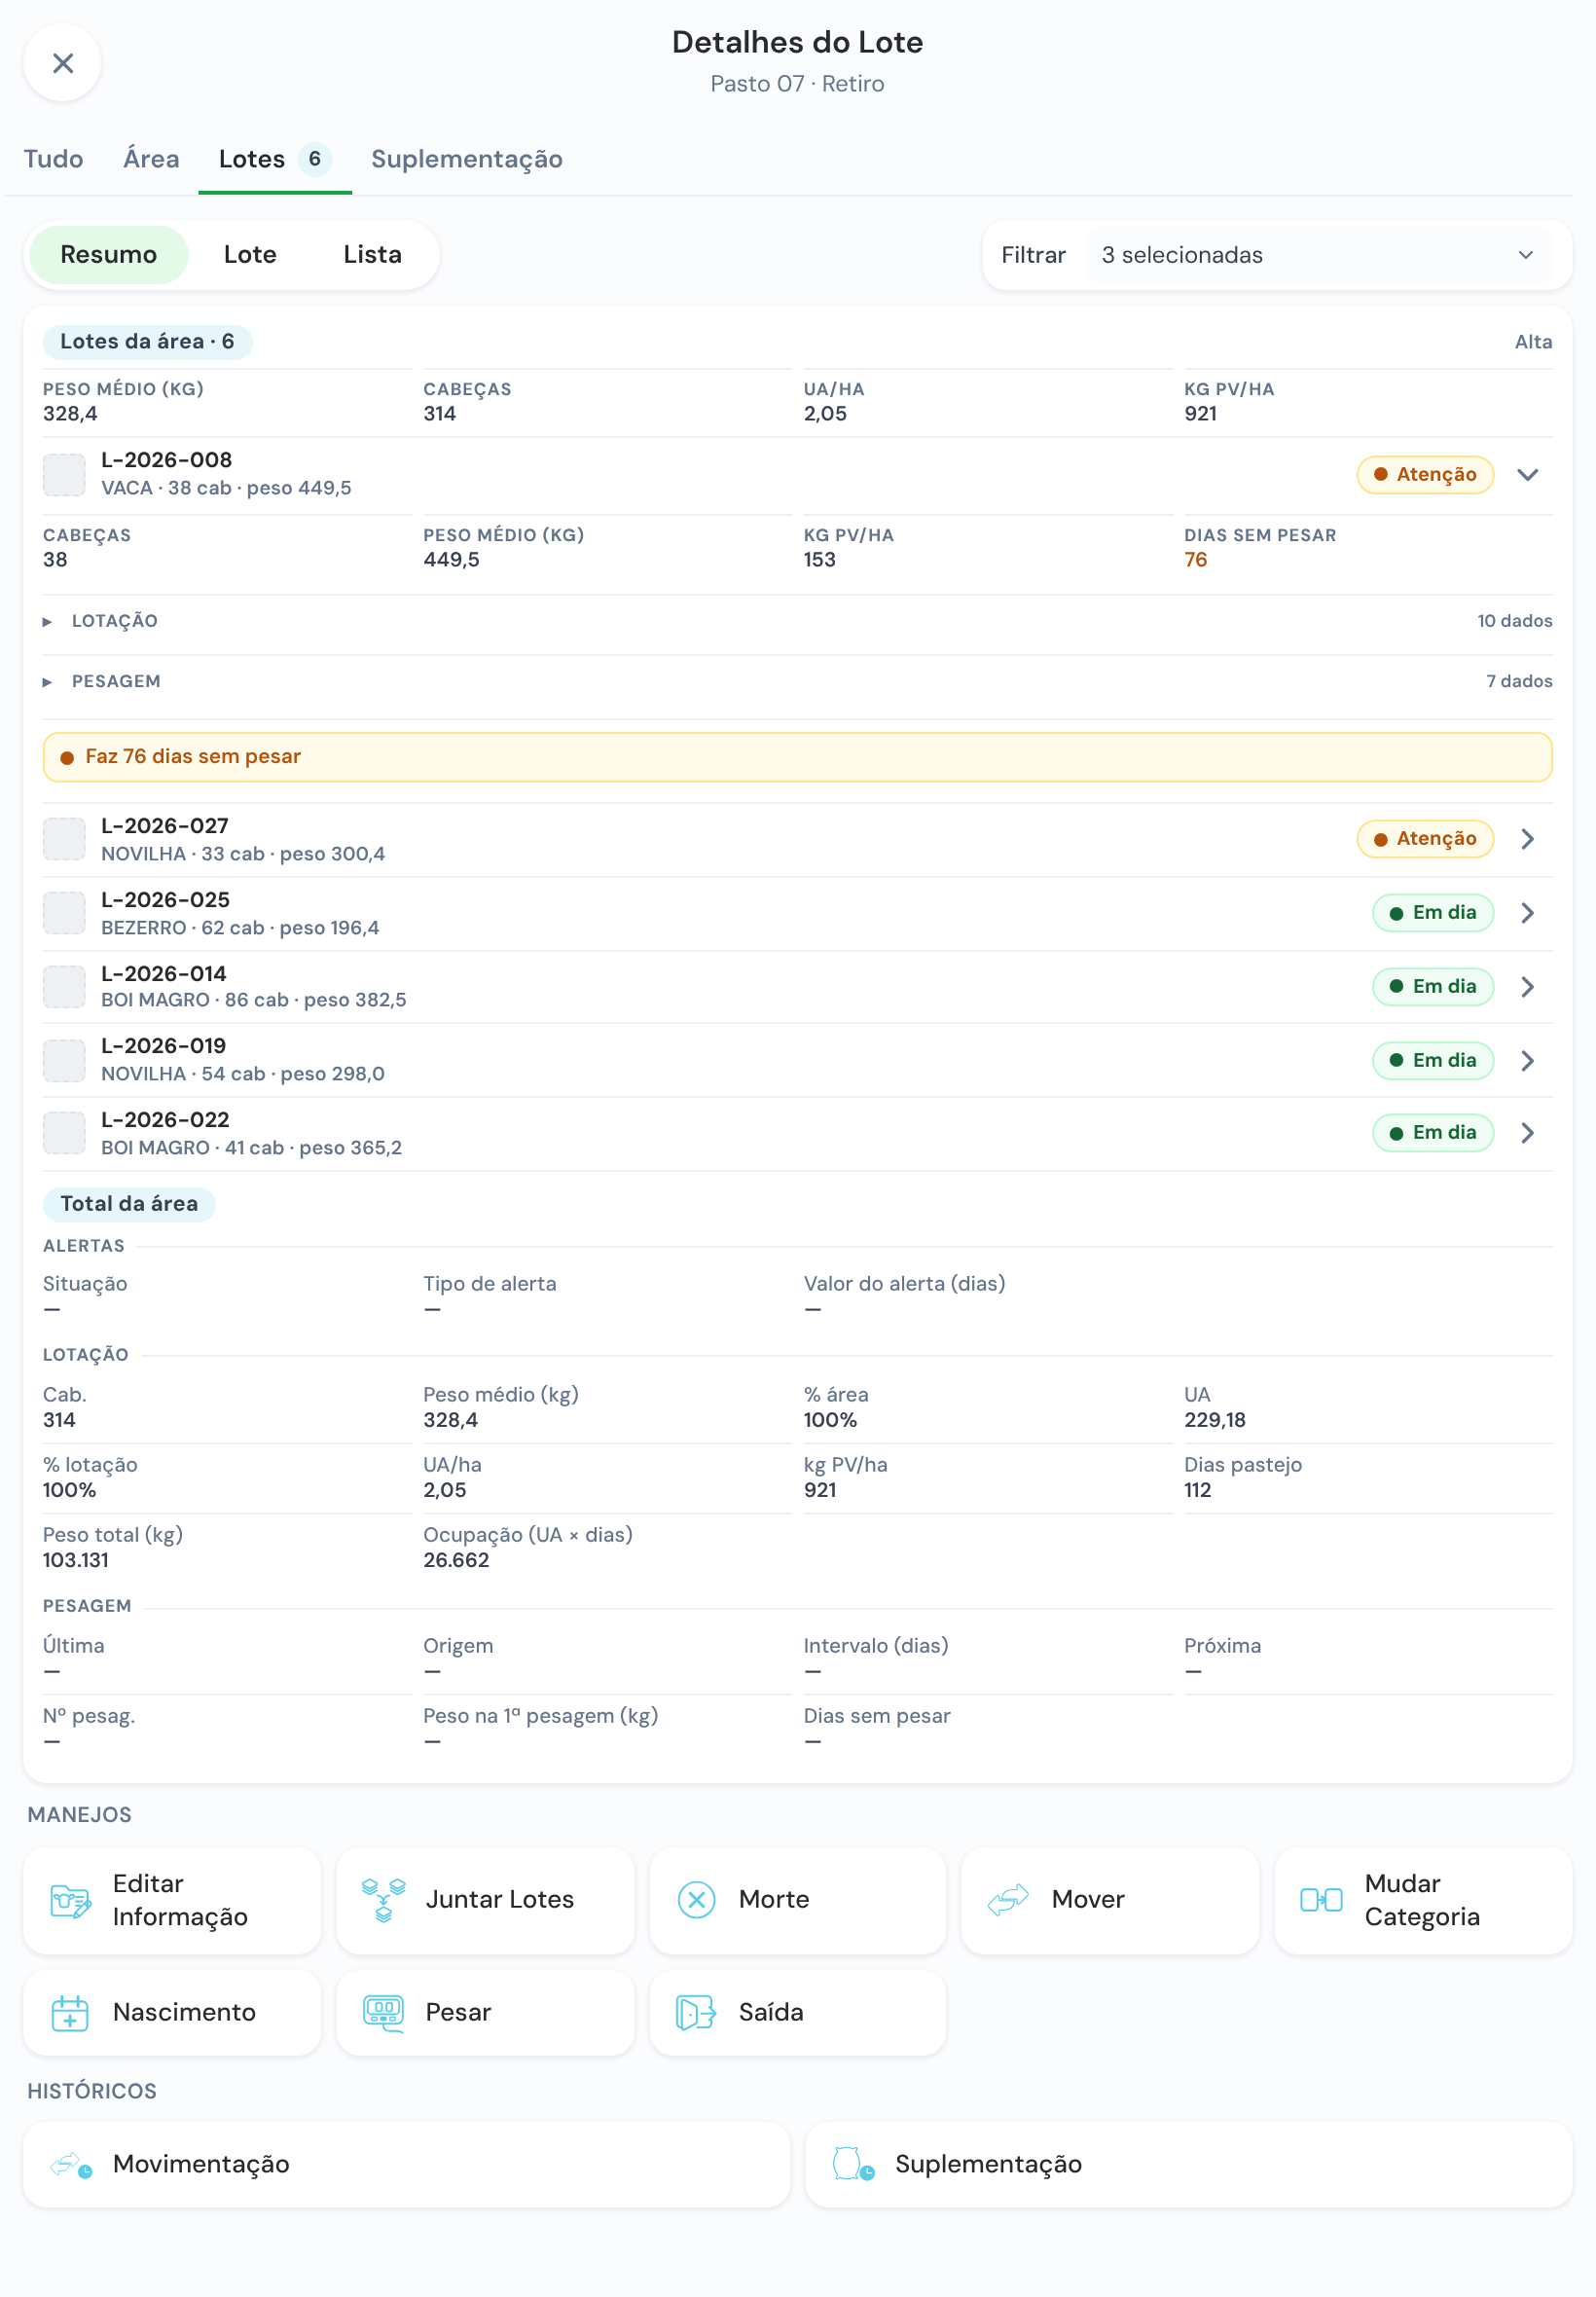 Detalhes do Lote
Pasto 07 · Retiro
Tudo Área Lotes 6 Suplementação
Resumo Lote Lista Filtrar 3 selecionadas
Lotes da área · 6 Alta
PESO MÉDIO (KG) CABEÇAS UA/HA KG PV/HA
328,4 314 2,05 921
L-2026-008
VACA · 38 cab · peso 449,5
Atenção
CABEÇAS PESO MÉDIO (KG) KG PV/HA DIAS SEM PESAR
38 449,5 153 76
LOTAÇÃO 10 dados
PESAGEM 7 dados
Faz 76 dias sem pesar
L-2026-027
NOVILHA · 33 cab · peso 300,4
Atenção
L-2026-025
BEZERRO · 62 cab · peso 196,4
Em dia
L-2026-014
BOI MAGRO · 86 cab · peso 382,5
Em dia
L-2026-019
NOVILHA · 54 cab · peso 298,0
Em dia
L-2026-022
BOI MAGRO · 41 cab · peso 365,2
Em dia
Total da área
ALERTAS
Situação Tipo de alerta Valor do alerta (dias)
— — —
LOTAÇÃO
Cab. Peso médio (kg) % área UA
314 328,4 100% 229,18
% lotação UA/ha kg PV/ha Dias pastejo
100% 2,05 921 112
Peso total (kg) Ocupação (UA × dias)
103.131 26.662
PESAGEM
Última Origem Intervalo (dias) Próxima
— — — —
Nº pesag. Peso na 1ª pesagem (kg) Dias sem pesar
— — —
MANEJOS
Editar
Informação
Juntar Lotes
Morte
Mover
Mudar
Categoria
Nascimento Pesar Saída
HISTÓRICOS
Movimentação Suplementação